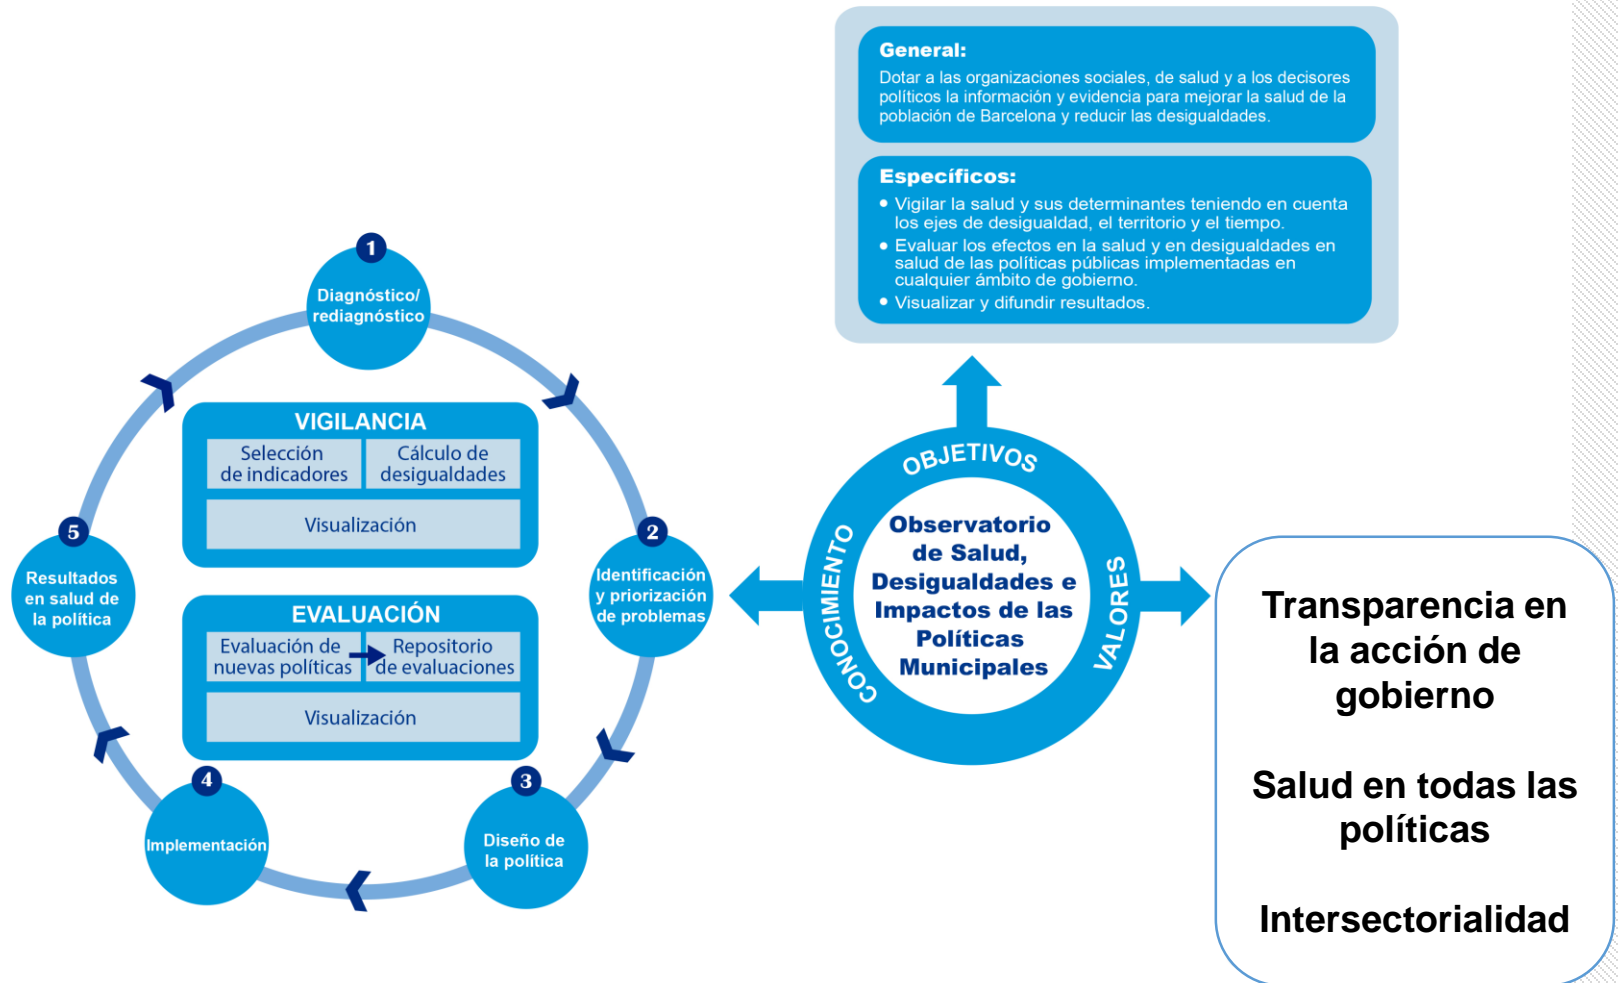 General:
Dotar a las organizaciones sociales, de salud y a los decisores
políticos la información y evidencia para mejorar la salud de la
población de Barcelona y reducir las desigualdades.
Específicos:
• Vigilar la salud y sus determinantes teniendo en cuenta
los ejes de desigualdad, el territorio y el tiempo.
• Evaluar los efectos en la salud y en desigualdades en
salud de las políticas públicas implementadas en
cualquier ámbito de gobierno.
• Visualizar y difundir resultados.
1
Diagnóstico/
rediagnóstico
2
Identificación
y priorización
de problemas
3
Diseño de
la política
4
Implementación
5
Resultados
en salud de
la política
VIGILANCIA
Selección
de indicadores
Cálculo de
desigualdades
Visualización
EVALUACIÓN
Evaluación de
nuevas políticas
Repositorio
de evaluaciones
Visualización
OBJETIVOS
CONOCIMIENTO
VALORES
Observatorio
de Salud,
Desigualdades e
Impactos de las
Políticas
Municipales
Transparencia en
la acción de
gobierno
Salud en todas las
políticas
Intersectorialidad